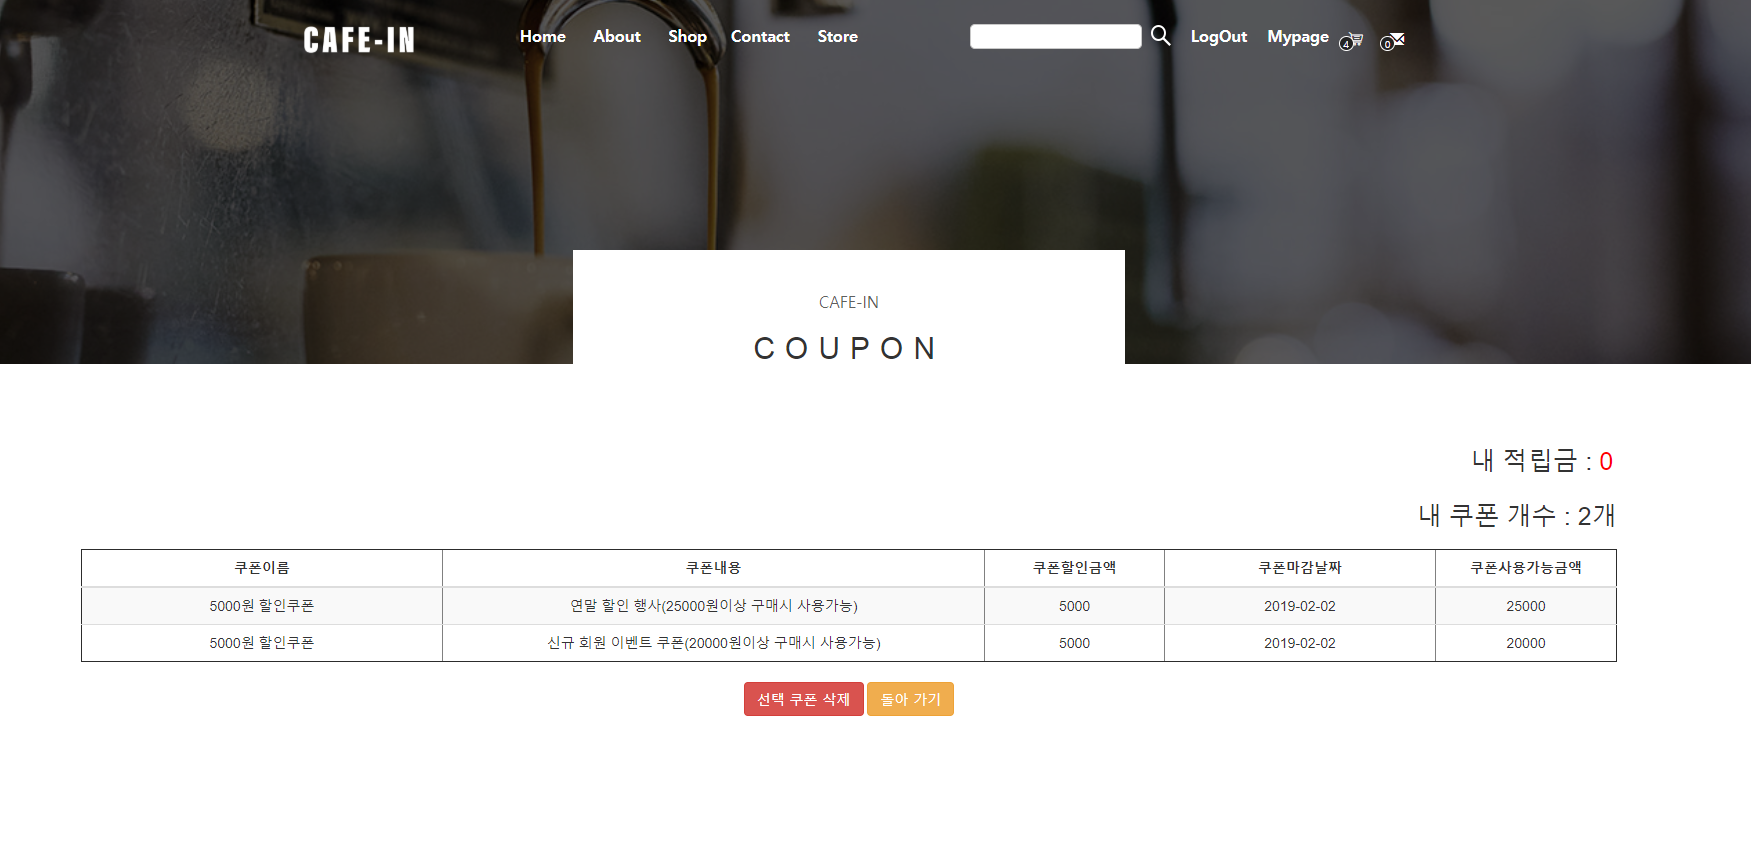 CAFE-IN Home About Shop Contact Store LogOut Mypage 4 0
CAFE-IN
COUPON
내 적립금 : 0
내 쿠폰 개수 : 2개
쿠폰이름 쿠폰내용 쿠폰할인금액 쿠폰마감날짜 쿠폰사용가능금액
5000원 할인쿠폰 연말 할인 행사(25000원이상 구매시 사용가능) 5000 2019-02-02 25000
5000원 할인쿠폰 신규 회원 이벤트 쿠폰(20000원이상 구매시 사용가능) 5000 2019-02-02 20000
선택 쿠폰 삭제 돌아 가기